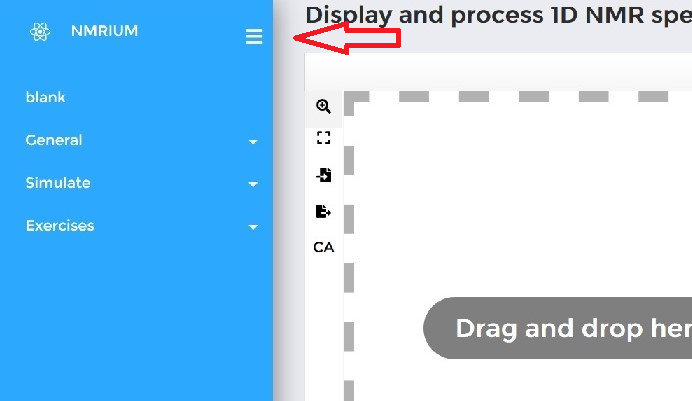 NMRIUM
blank
General
Simulate
Exercises
Display and process 1D NMR spe
CA
Drag and drop her